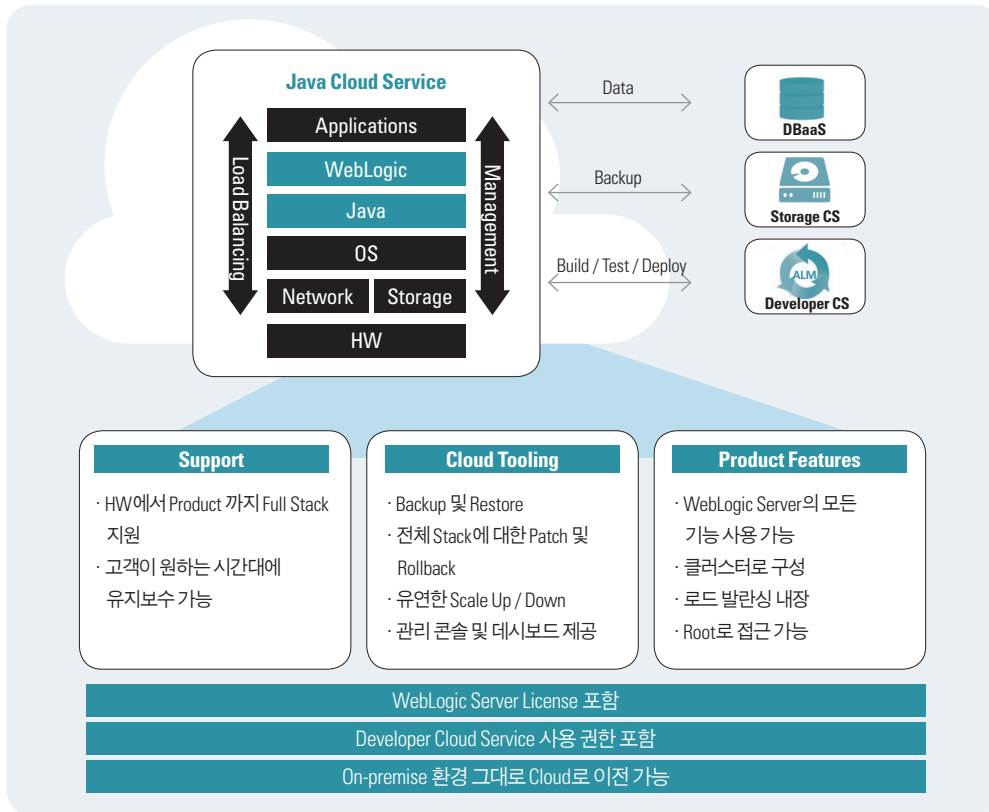 Java Cloud Service
Applications
WebLogic
Java
OS
Network
Storage
HW
Load Balancing
Management
Data
Backup
Build / Test / Deploy
DBaaS
Storage CS
ALM
Developer CS
Support
· HW에서 Product 까지 Full Stack
지원
· 고객이 원하는 시간대에
유지보수 가능
Cloud Tooling
· Backup 및 Restore
· 전체 Stack에 대한 Patch 및
Rollback
· 유연한 Scale Up / Down
· 관리 콘솔 및 데시보드 제공
Product Features
· WebLogic Server의 모든
기능 사용 가능
· 클러스터로 구성
· 로드 발란싱 내장
· Root로 접근 가능
WebLogic Server License 포함
Developer Cloud Service 사용 권한 포함
On-premise 환경 그대로 Cloud로 이전 가능